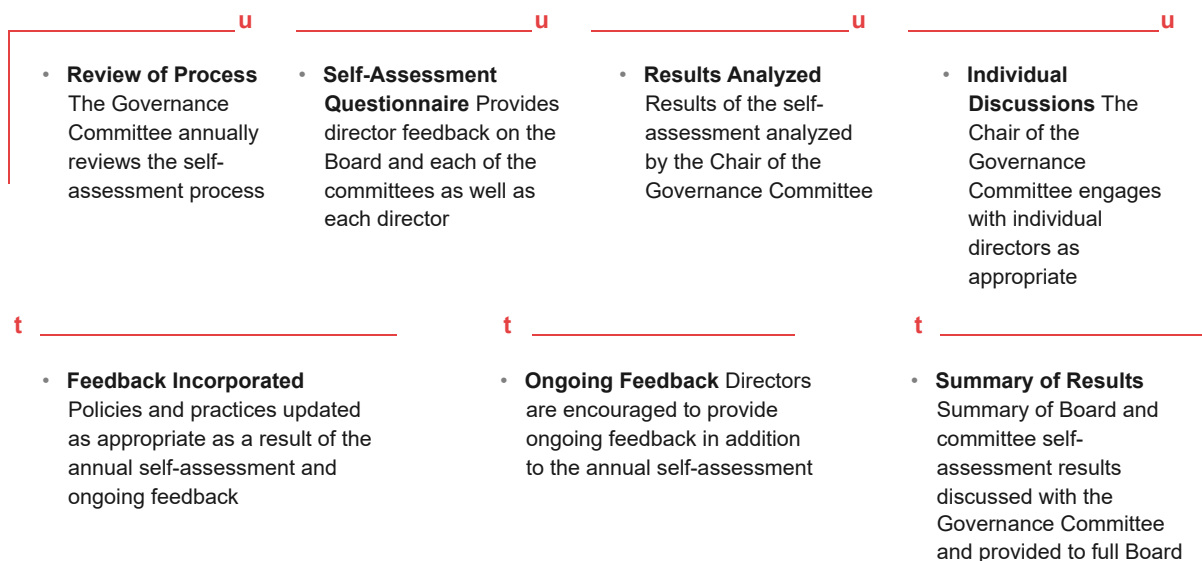 u
u
u
u
• Review of Process
The Governance
Committee annually
reviews the self-
assessment process
• Self-Assessment
Questionnaire Provides
director feedback on the
Board and each of the
committees as well as
each director
• Results Analyzed
Results of the self-
assessment analyzed
by the Chair of the
Governance Committee
• Individual
Discussions The
Chair of the
Governance
Committee engages
with individual
directors as
appropriate
t
t
t
• Feedback Incorporated
Policies and practices updated
as appropriate as a result of the
annual self-assessment and
ongoing feedback
• Ongoing Feedback Directors
are encouraged to provide
ongoing feedback in addition
to the annual self-assessment
• Summary of Results
Summary of Board and
committee self-
assessment results
discussed with the
Governance Committee
and provided to full Board